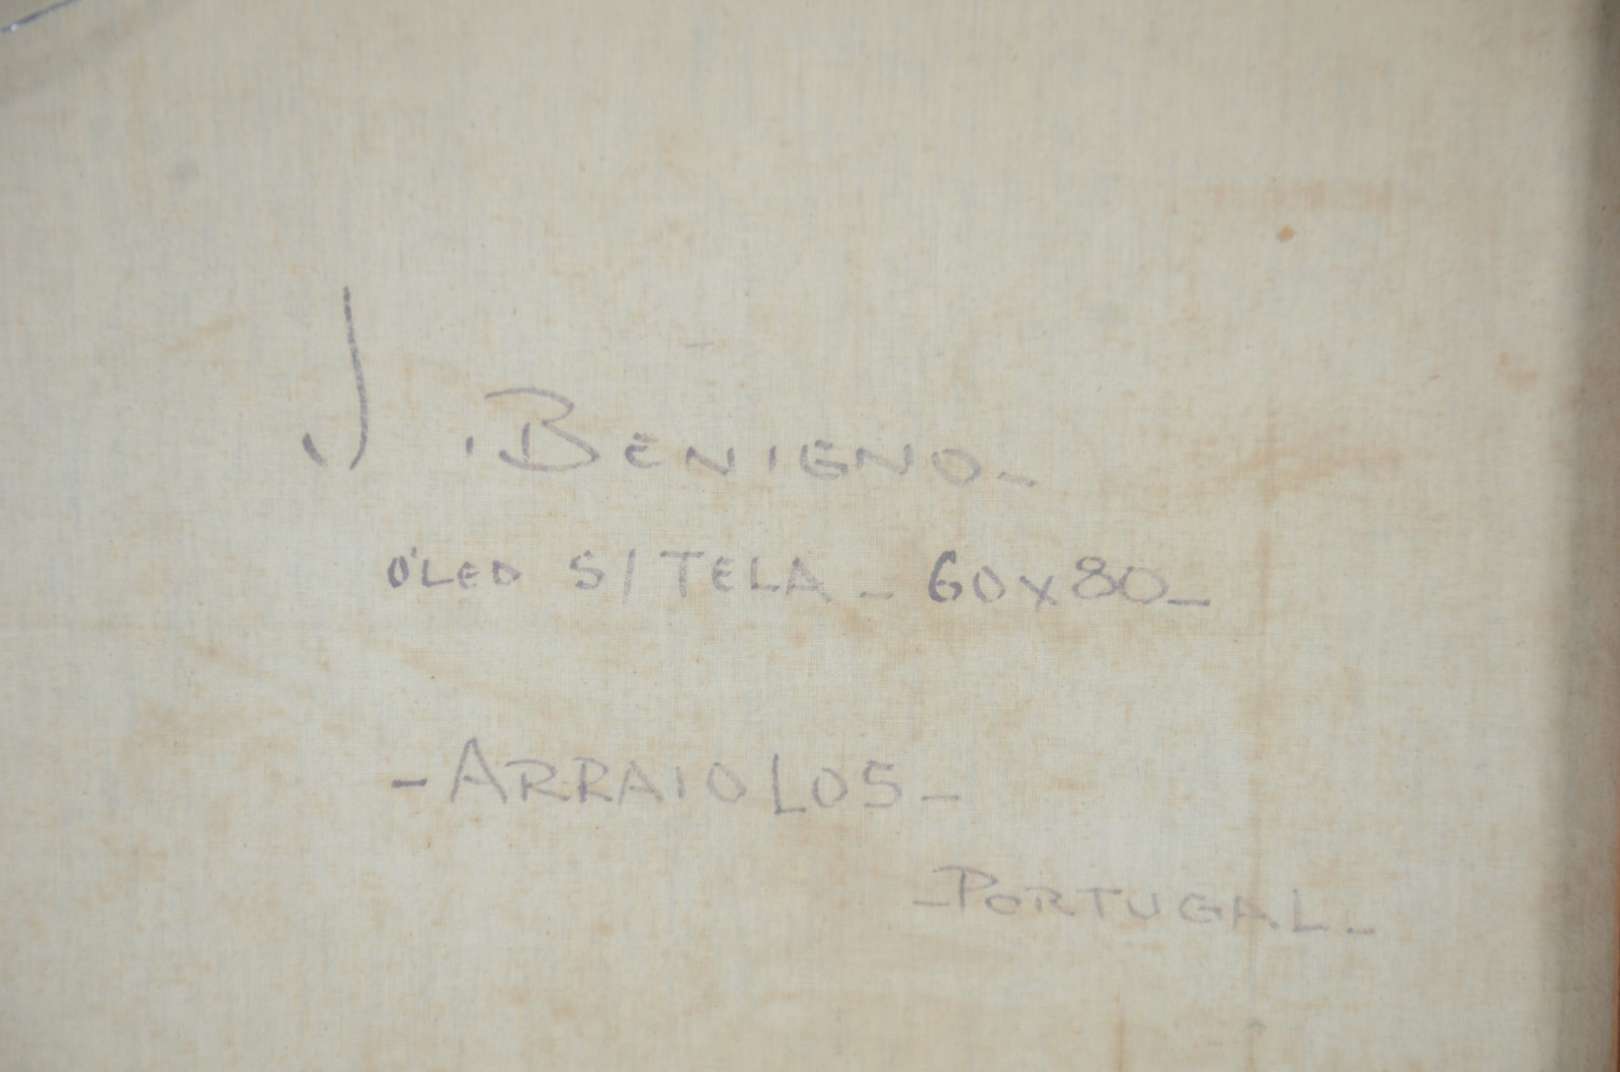 J. BENIGNO-
ÓLEO S/TELA - 60x80-
- ARRAIOLOS -
- PORTUGAL -